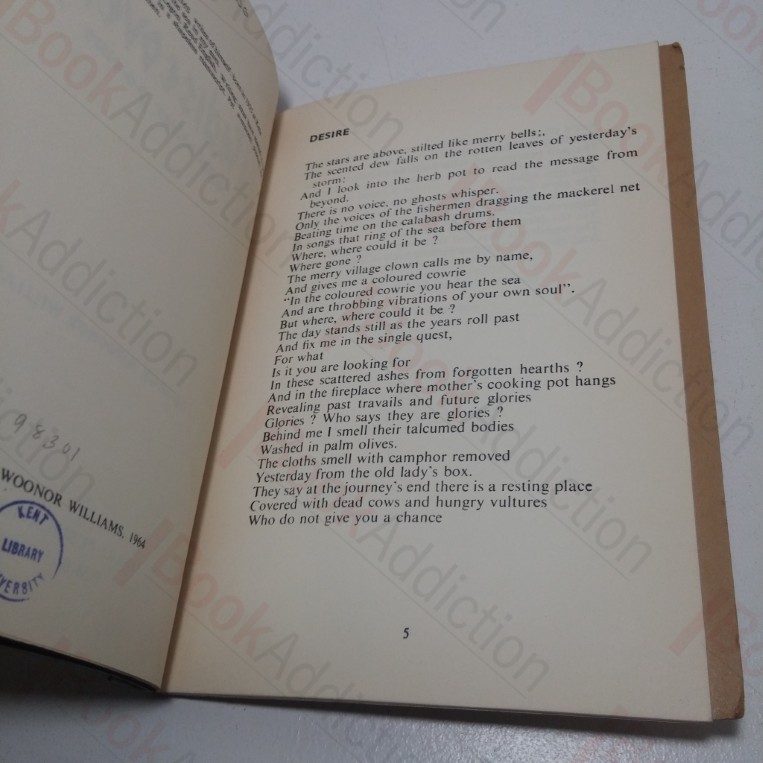 98301
WOONOR WILLIAMS. 1964
KENT
LIBRARY
DESIRE
The stars are above, stilted like merry bells;,
The scented dew falls on the rotten leaves of yesterday's
storm;
And I look into the herb pot to read the message from
beyond.
There is no voice, no ghosts whisper.
Only the voices of the fishermen dragging the mackerel net
Beating time on the calabash drums.
In songs that ring of the sea before them
Where, where could it be ?
Where gone ?
The merry village clown calls me by name,
And gives me a coloured cowrie
"In the coloured cowrie you hear the sea
And are throbbing vibrations of your own soul".
But where, where could it be ?
The day stands still as the years roll past
And fix me in the single quest,
For what
Is it you are looking for
In these scattered ashes from forgotten hearths ?
And in the fireplace where mother's cooking pot hangs
Revealing past travails and future glories
Glories ? Who says they are glories ?
Behind me I smell their talcumed bodies
Washed in palm olives.
The cloths smell with camphor removed
Yesterday from the old lady's box.
They say at the journey's end there is a resting place
Covered with dead cows and hungry vultures
Who do not give you a chance
5
BookAddiction